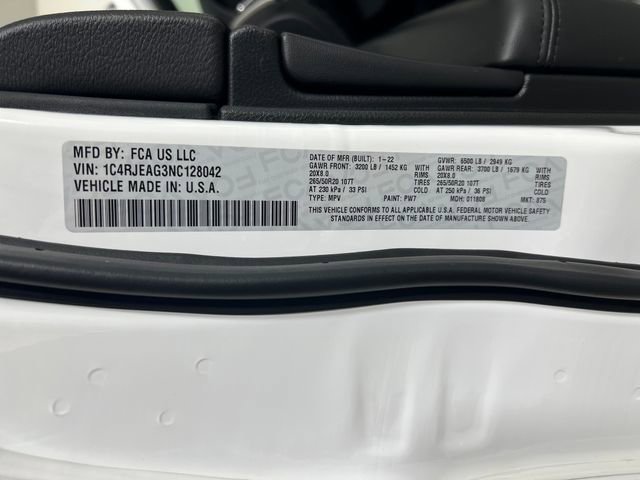 MFD BY: FCA US LLC
VIN: 1C4RJEAG3NC128042
VEHICLE MADE IN: U.S.A.
DATE OF MFR (BUILT): 1-22 GVWR: 6500 LB / 2949 KG
GAWR FRONT: 3200 LB / 1452 KG WITH GAWR REAR: 3700 LB / 1679 KG WITH
20X8.0 RIMS 20X8.0 RIMS
265/50R20 107T TIRES 265/50R20 107T TIRES
AT 230 kPa / 33 PSI COLD AT 250 kPa / 36 PSI COLD
TYPE: MPV PAINT: PW7 MDH: 011808 MKT: 875
THIS VEHICLE CONFORMS TO ALL APPLICABLE U.S.A. FEDERAL MOTOR VEHICLE SAFETY
STANDARDS IN EFFECT ON THE DATE OF MANUFACTURE SHOWN ABOVE.